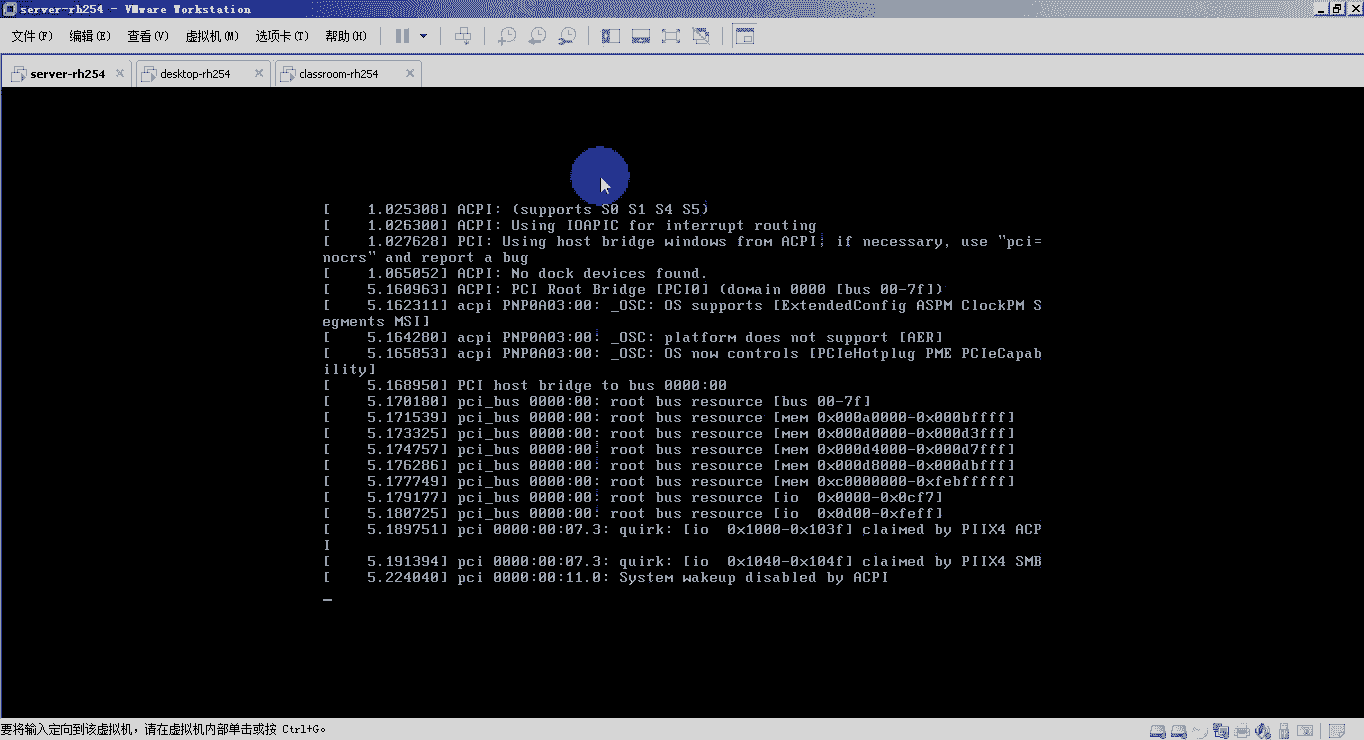 server-rh254 - VMware Workstation
文件(F) 编辑(E) 查看(V) 虚拟机(M) 选项卡(T) 帮助(H)
server-rh254 desktop-rh254 classroom-rh254
[    1.025308] ACPI: (supports S0 S1 S4 S5)
[    1.026300] ACPI: Using IOAPIC for interrupt routing
[    1.027628] PCI: Using host bridge windows from ACPI; if necessary, use "pci=
nocrs" and report a bug
[    1.065052] ACPI: No dock devices found.
[    5.160963] ACPI: PCI Root Bridge [PCI0] (domain 0000 [bus 00-7f])
[    5.162311] acpi PNP0A03:00: _OSC: OS supports [ExtendedConfig ASPM ClockPM S
egments MSI]
[    5.164280] acpi PNP0A03:00: _OSC: platform does not support [AER]
[    5.165853] acpi PNP0A03:00: _OSC: OS now controls [PCIeHotplug PME PCIeCapab
ility]
[    5.168950] PCI host bridge to bus 0000:00
[    5.170180] pci_bus 0000:00: root bus resource [bus 00-7f]
[    5.171539] pci_bus 0000:00: root bus resource [mem 0x000a0000-0x000bffff]
[    5.173325] pci_bus 0000:00: root bus resource [mem 0x000d0000-0x000d3fff]
[    5.174757] pci_bus 0000:00: root bus resource [mem 0x000d4000-0x000d7fff]
[    5.176286] pci_bus 0000:00: root bus resource [mem 0x000d8000-0x000dbfff]
[    5.177749] pci_bus 0000:00: root bus resource [mem 0xc0000000-0xfebfffff]
[    5.179177] pci_bus 0000:00: root bus resource [io  0x0000-0x0cf7]
[    5.180725] pci_bus 0000:00: root bus resource [io  0x0d00-0xfeff]
[    5.189751] pci 0000:00:07.3: quirk: [io  0x1000-0x103f] claimed by PIIX4 ACP
I
[    5.191394] pci 0000:00:07.3: quirk: [io  0x1040-0x104f] claimed by PIIX4 SMB
[    5.224040] pci 0000:00:11.0: System wakeup disabled by ACPI
_
要将输入定向到该虚拟机，请在虚拟机内部单击或按 Ctrl+G。